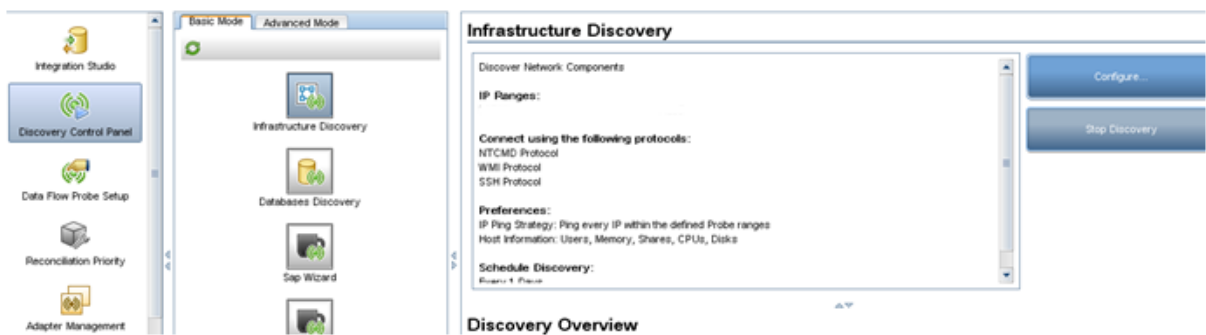 Integration Studio
Discovery Control Panel
Data Flow Probe Setup
Reconciliation Priority
Adapter Management
Basic Mode
Advanced Mode
Infrastructure Discovery
Databases Discovery
Sap Wizard
Infrastructure Discovery
Discover Network Components
IP Ranges:
Connect using the following protocols:
NTCMD Protocol
WMI Protocol
SSH Protocol
Preferences:
IP Ping Strategy: Ping every IP within the defined Probe ranges
Host Information: Users, Memory, Shares, CPUs, Disks
Schedule Discovery:
Every 1 Days
Configure...
Stop Discovery
Discovery Overview